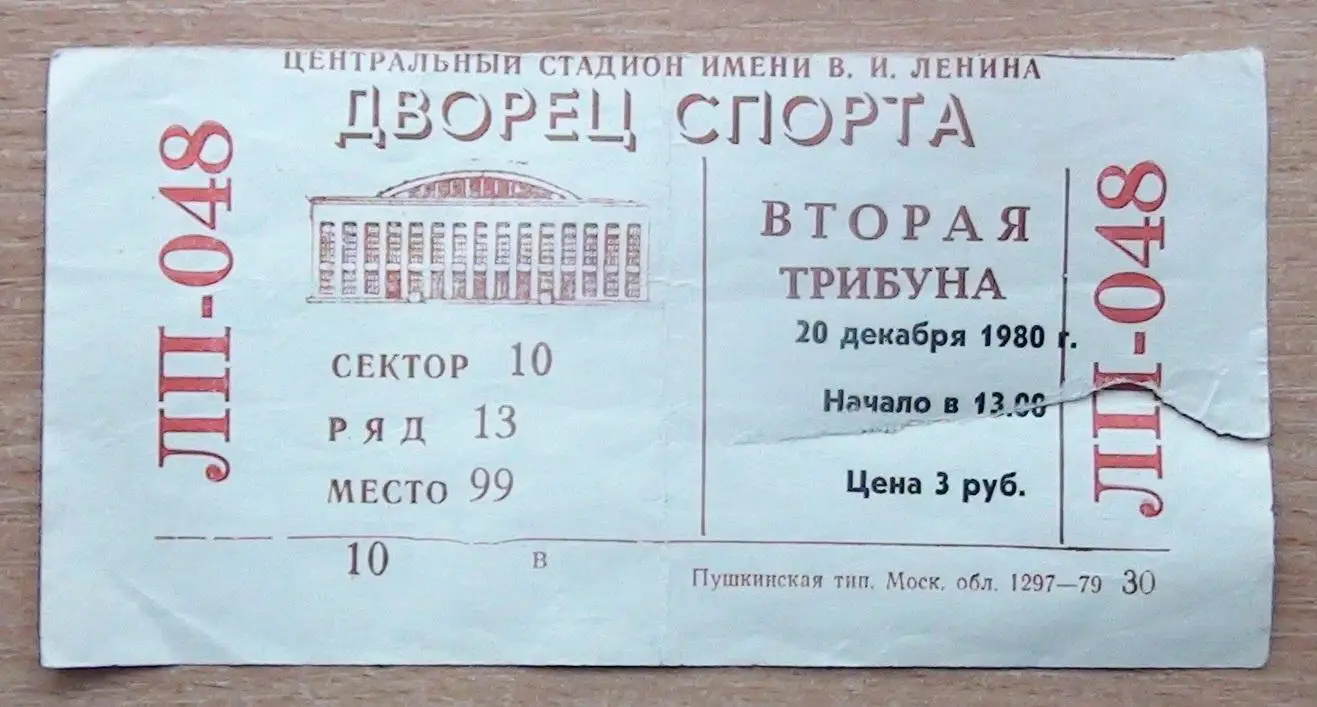 ЦЕНТРАЛЬНЫЙ СТАДИОН ИМЕНИ В. И. ЛЕНИНА
ДВОРЕЦ СПОРТА
ЛП-048
СЕКТОР 10
РЯД 13
МЕСТО 99
ВТОРАЯ
ТРИБУНА
20 декабря 1980 г.
Начало в 13.00
Цена 3 руб.
ЛП-048
10 В
Пушкинская тип. Моск. обл. 1297—79 30